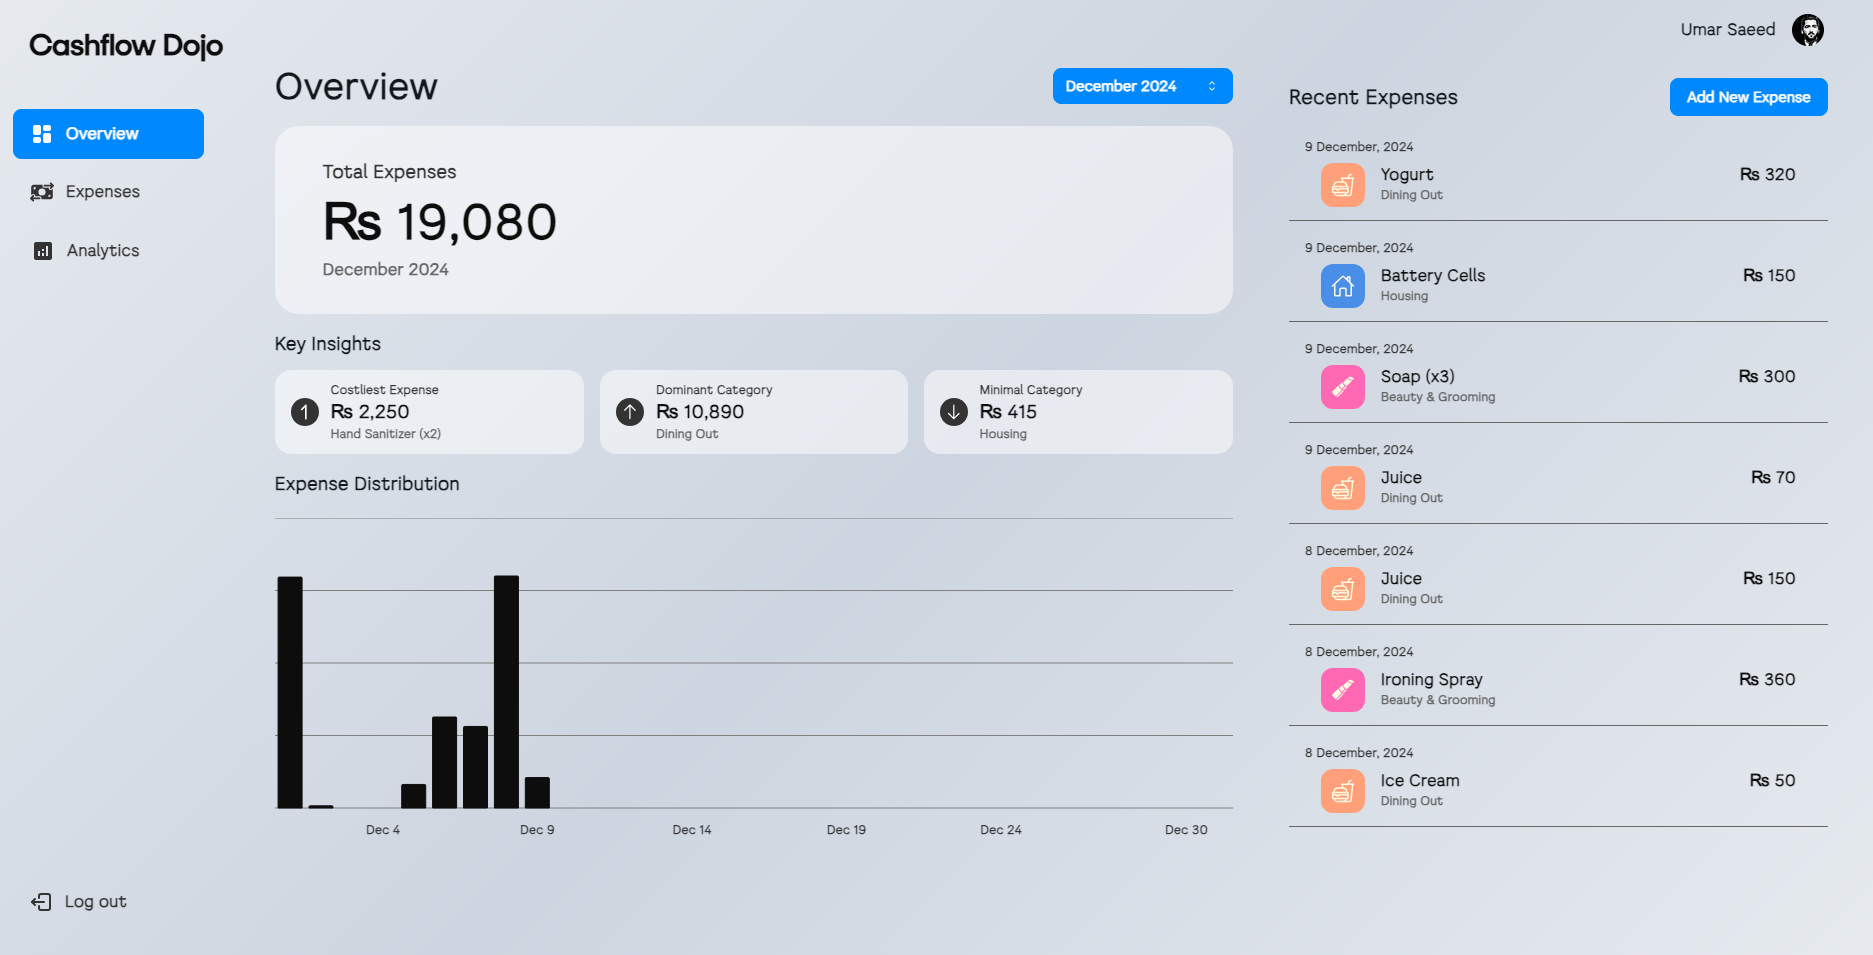 Cashflow Dojo
Overview
Expenses
Analytics
Log out
Overview
December 2024
Total Expenses
Rs 19,080
December 2024
Key Insights
1
Costliest Expense
Rs 2,250
Hand Sanitizer (x2)
Dominant Category
Rs 10,890
Dining Out
Minimal Category
Rs 415
Housing
Expense Distribution
Dec 4
Dec 9
Dec 14
Dec 19
Dec 24
Dec 30
Umar Saeed
Recent Expenses
Add New Expense
9 December, 2024
Yogurt
Rs 320
Dining Out
9 December, 2024
Battery Cells
Rs 150
Housing
9 December, 2024
Soap (x3)
Rs 300
Beauty & Grooming
9 December, 2024
Juice
Rs 70
Dining Out
8 December, 2024
Juice
Rs 150
Dining Out
8 December, 2024
Ironing Spray
Rs 360
Beauty & Grooming
8 December, 2024
Ice Cream
Rs 50
Dining Out